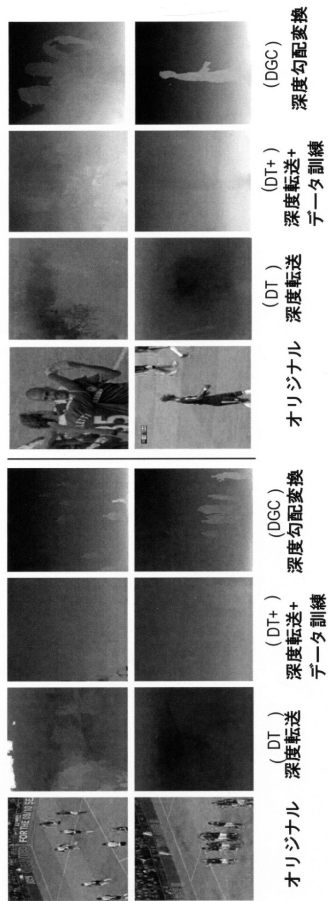 オリジナル
(DT)
深度転送
(DT+)
深度転送+
データ訓練
(DGC)
深度勾配変換
オリジナル
(DT)
深度転送
(DT+)
深度転送+
データ訓練
(DGC)
深度勾配変換